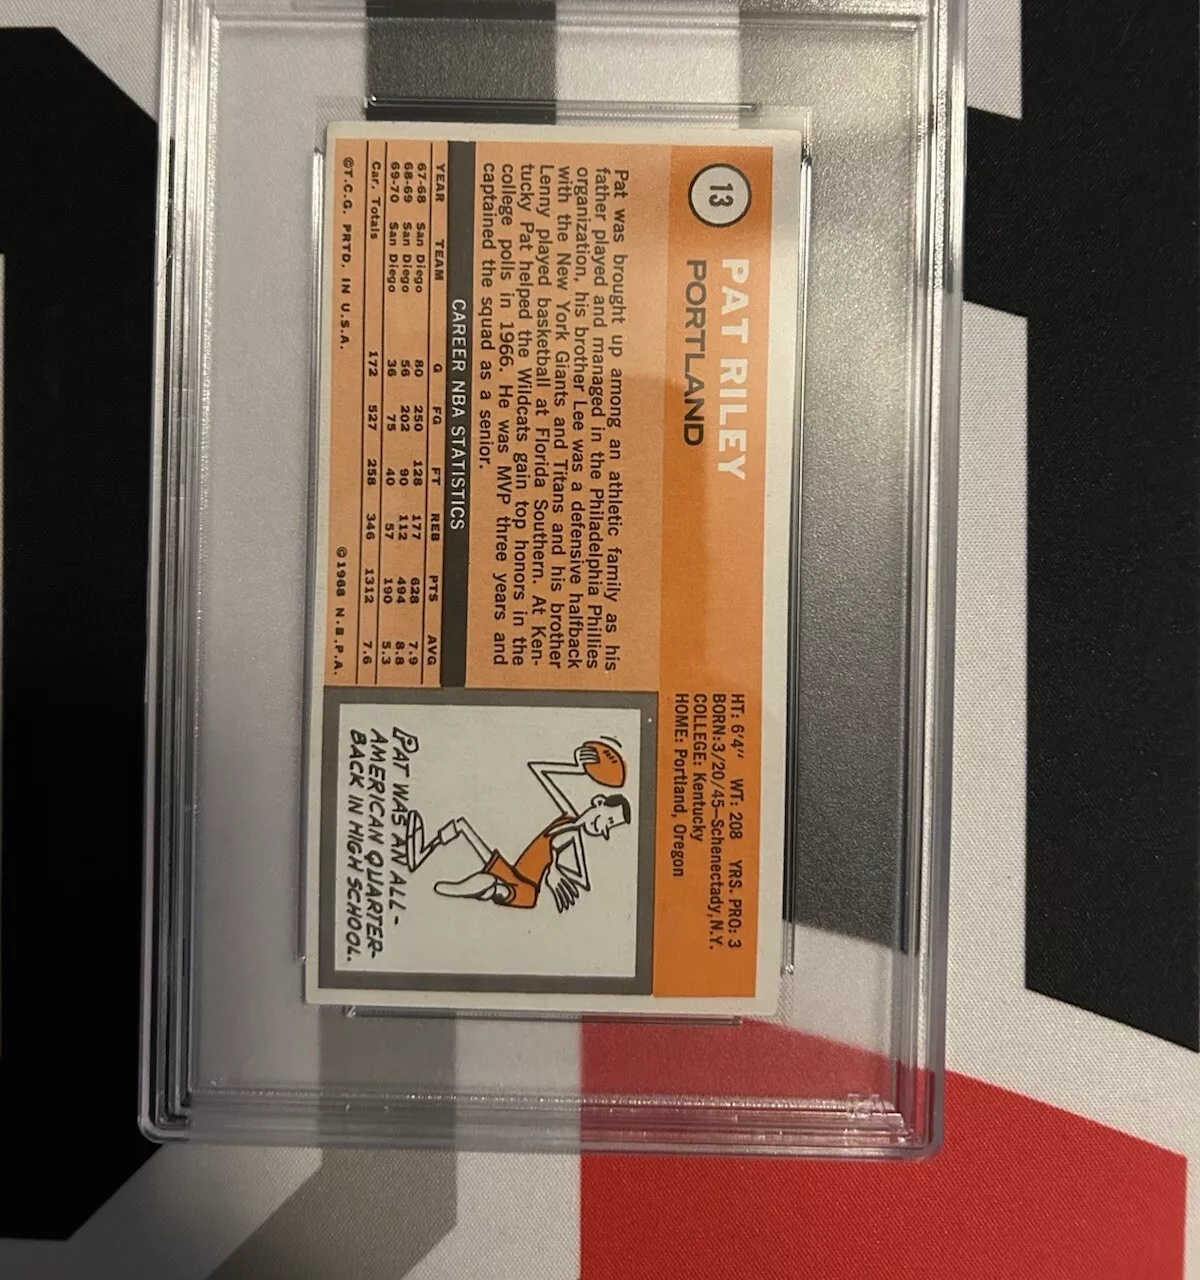 13
PAT RILEY
PORTLAND
HT: 6'4" WT: 208 YRS. PRO: 3
BORN:3/20/45—Schenectady,N.Y.
COLLEGE: Kentucky
HOME: Portland, Oregon
Pat was brought up among an athletic family as his
father played and managed in the Philadelphia Phillies
organization, his brother Lee was a defensive halfback
with the New York Giants and Titans and his brother
Lenny played basketball at Florida Southern. At Ken-
tucky Pat helped the Wildcats gain top honors in the
college polls in 1966. He was MVP three years and
captained the squad as a senior.
CAREER NBA STATISTICS
YEAR TEAM G FG FT REB PTS AVG
67-68 San Diego 80 250 128 177 628 7.9
68-69 San Diego 56 202 90 112 494 8.8
69-70 San Diego 36 75 40 57 190 5.3
Car. Totals 172 527 258 346 1312 7.6
©T.C.G. PRTD. IN U.S.A. ©1968 N.B.P.A.
PAT WAS AN ALL-
AMERICAN QUARTER-
BACK IN HIGH SCHOOL.